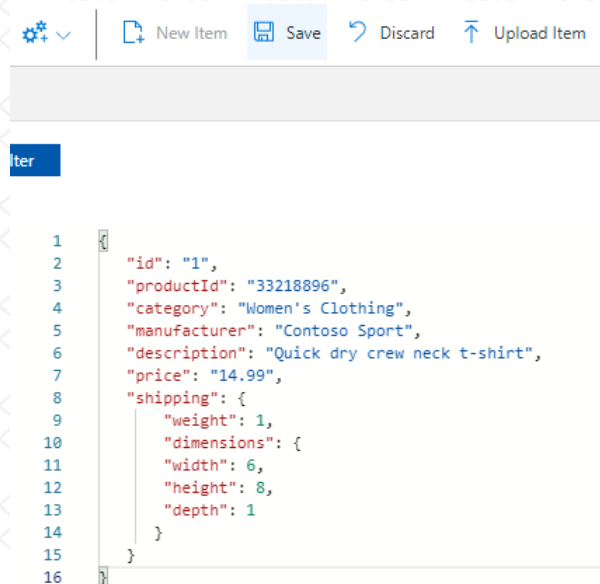 New Item Save Discard Upload Item
lter
1 {
2 "id": "1",
3 "productId": "33218896",
4 "category": "Women's Clothing",
5 "manufacturer": "Contoso Sport",
6 "description": "Quick dry crew neck t-shirt",
7 "price": "14.99",
8 "shipping": {
9 "weight": 1,
10 "dimensions": {
11 "width": 6,
12 "height": 8,
13 "depth": 1
14 }
15 }
16 }